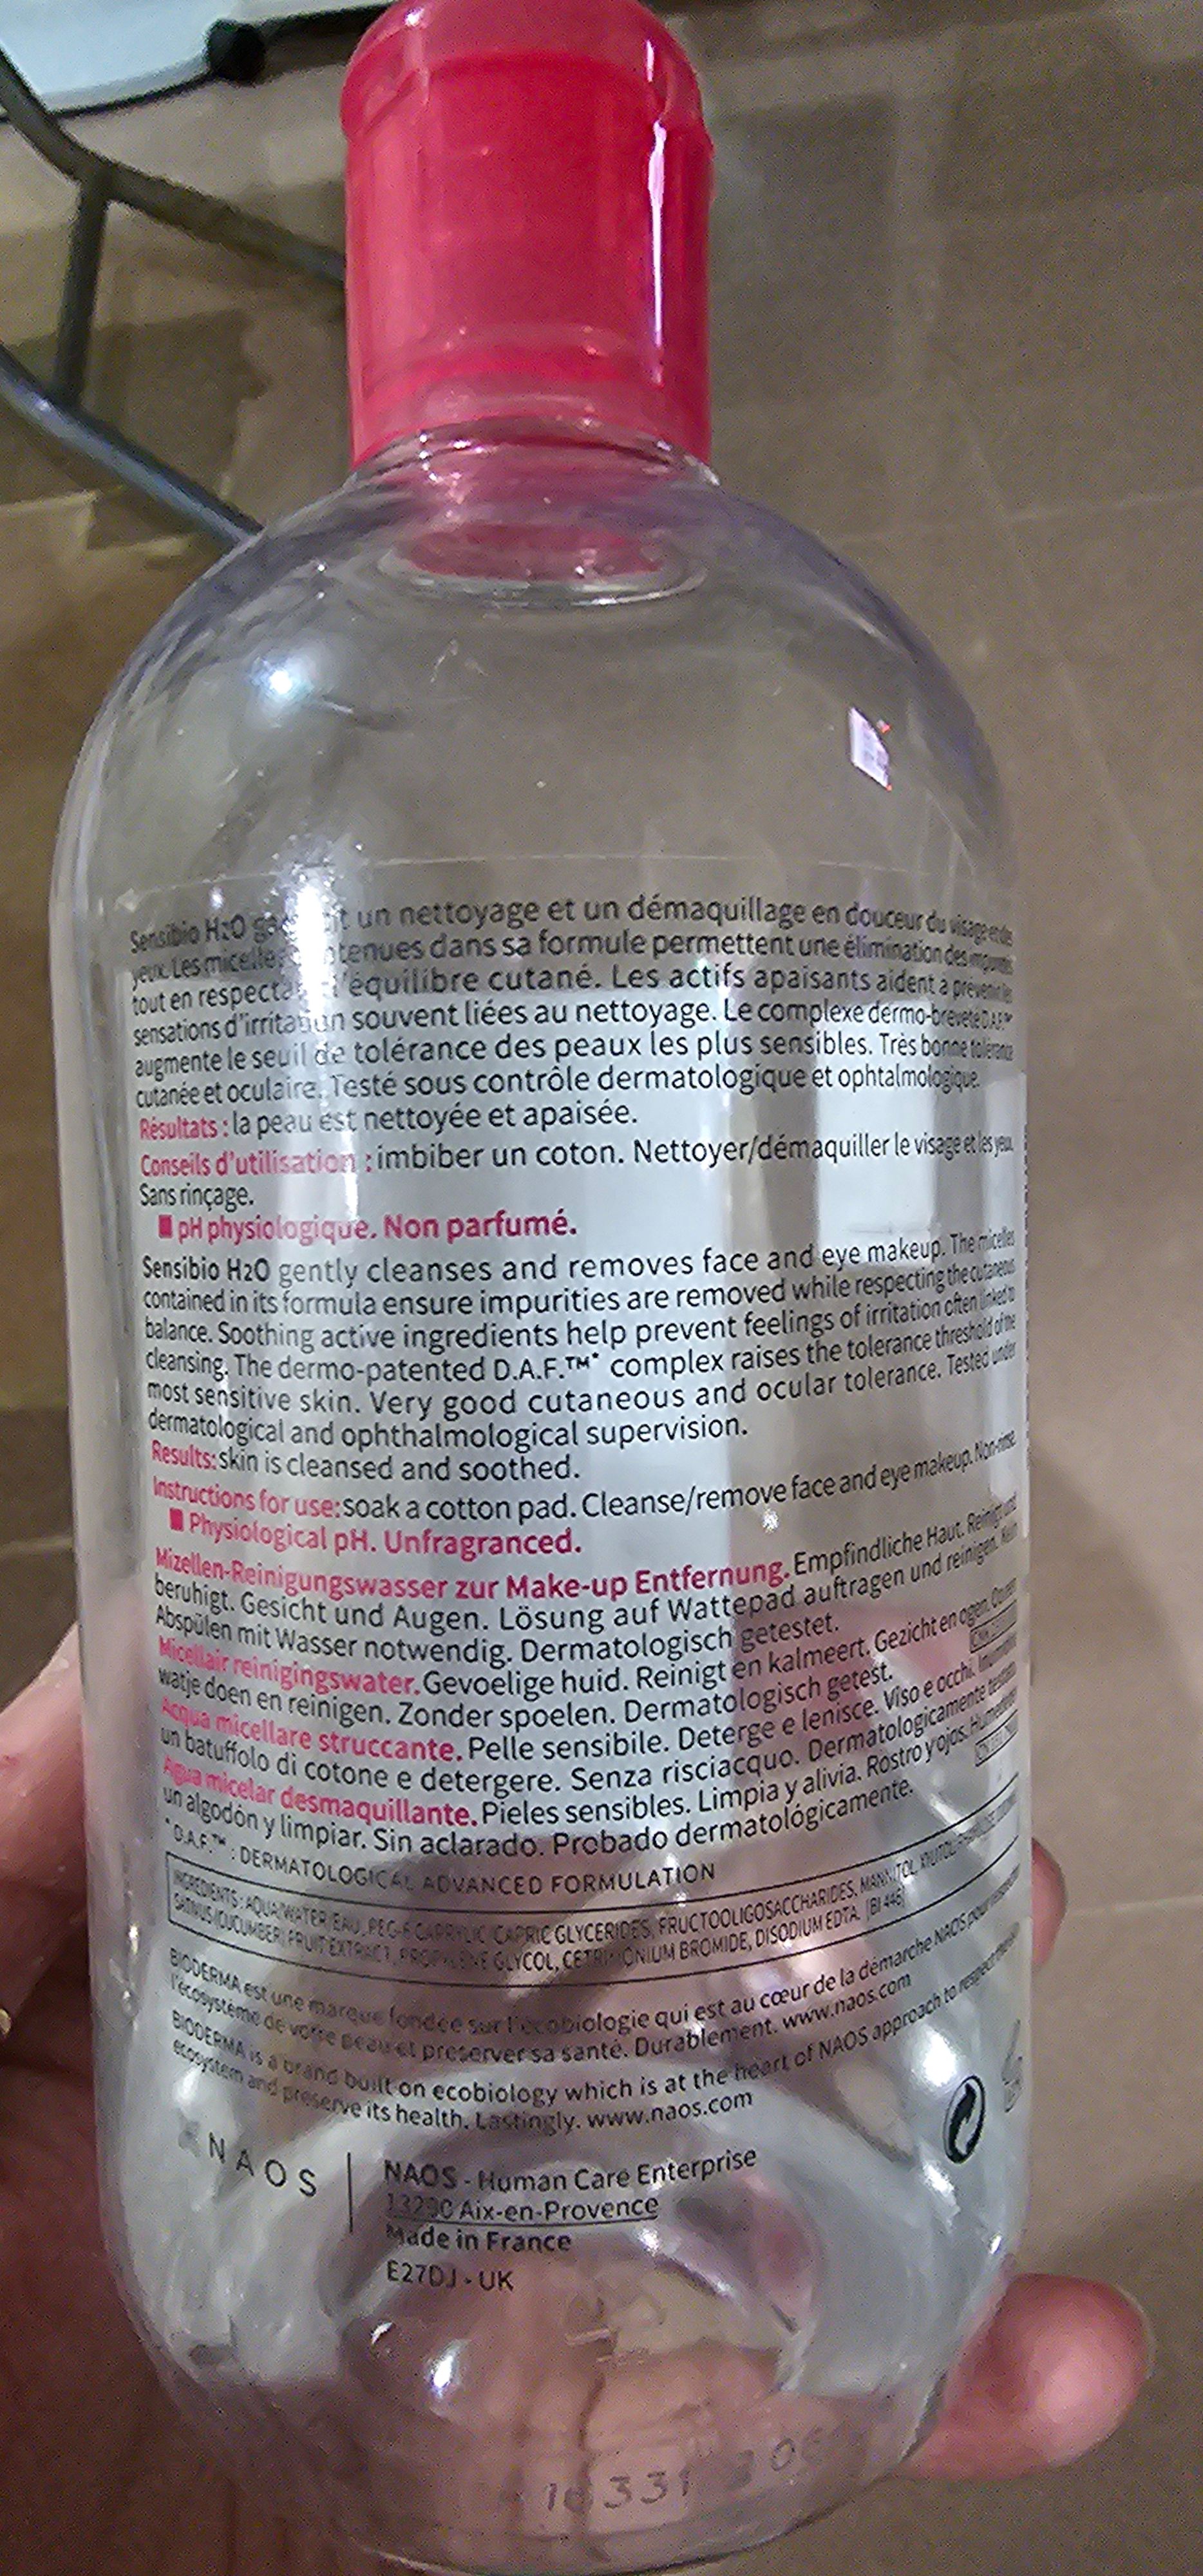 Sensibio H2O un nettoyage et un démaquillage en douceur du visage et des
yeux. Les micelles contenues dans sa formule permettent une élimination des impuretés
tout en respectant l'équilibre cutané. Les actifs apaisants aident à prévenir les
sensations d'irritation souvent liées au nettoyage. Le complexe dermo-breveté D.A.F.™*
augmente le seuil de tolérance des peaux les plus sensibles. Très bonne tolérance
cutanée et oculaire. Testé sous contrôle dermatologique et ophtalmologique.
Résultats : la peau est nettoyée et apaisée.
Conseils d'utilisation : imbiber un coton. Nettoyer/démaquiller le visage et les yeux.
Sans rinçage.
■ pH physiologique. Non parfumé.
Sensibio H2O gently cleanses and removes face and eye makeup. The micelles
contained in its formula ensure impurities are removed while respecting the cutaneous
balance. Soothing active ingredients help prevent feelings of irritation often linked to
cleansing. The dermo-patented D.A.F.™* complex raises the tolerance threshold of the
most sensitive skin. Very good cutaneous and ocular tolerance. Tested under
dermatological and ophthalmological supervision.
Results: skin is cleansed and soothed.
Instructions for use: soak a cotton pad. Cleanse/remove face and eye makeup. Non-rinse.
■ Physiological pH. Unfragranced.
Mizellen-Reinigungswasser zur Make-up Entfernung. Empfindliche Haut. Reinigt und
beruhigt. Gesicht und Augen. Lösung auf Wattepad auftragen und reinigen. Kein
Abspülen mit Wasser notwendig. Dermatologisch getestet.
Micellair reinigingswater. Gevoelige huid. Reinigt en kalmeert. Gezicht en ogen. Op een
watje doen en reinigen. Zonder spoelen. Dermatologisch getest.
Acqua micellare struccante. Pelle sensibile. Deterge e lenisce. Viso e occhi. Inumidire
un batuffolo di cotone e detergere. Senza risciacquo. Dermatologicamente testato.
Agua micelar desmaquillante. Pieles sensibles. Limpia y alivia. Rostro y ojos. Humedecer
un algodón y limpiar. Sin aclarado. Probado dermatológicamente.
*D.A.F.™ : DERMATOLOGICAL ADVANCED FORMULATION
INGREDIENTS : AQUA/WATER/EAU, PEG-6 CAPRYLIC/CAPRIC GLYCERIDES, FRUCTOOLIGOSACCHARIDES, MANNITOL, XYLITOL, RHAMNOSE, CUCUMIS
SATIVUS (CUCUMBER) FRUIT EXTRACT, PROPYLENE GLYCOL, CETRIMONIUM BROMIDE, DISODIUM EDTA. [BI 446]
BIODERMA est une marque fondée sur l'écobiologie qui est au cœur de la démarche NAOS pour respecter
l'écosystème de votre peau et préserver sa santé. Durablement. www.naos.com
BIODERMA is a brand built on ecobiology which is at the heart of NAOS approach to respect the skin
ecosystem and preserve its health. Lastingly. www.naos.com
NAOS
NAOS - Human Care Enterprise
13290 Aix-en-Provence
Made in France
E27DJ - UK